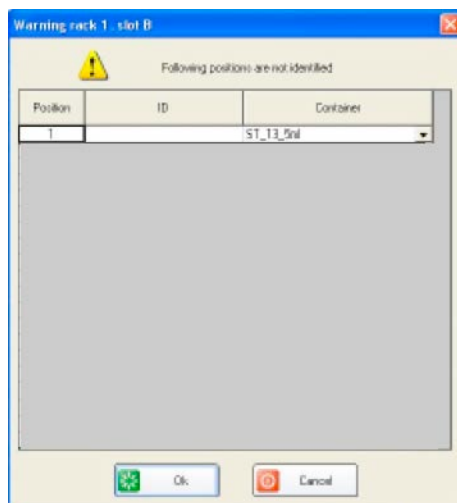 Warning rack 1, slot B
Following positions are not identified
Position ID Container
1 ST_13_5ml
Ok
Cancel